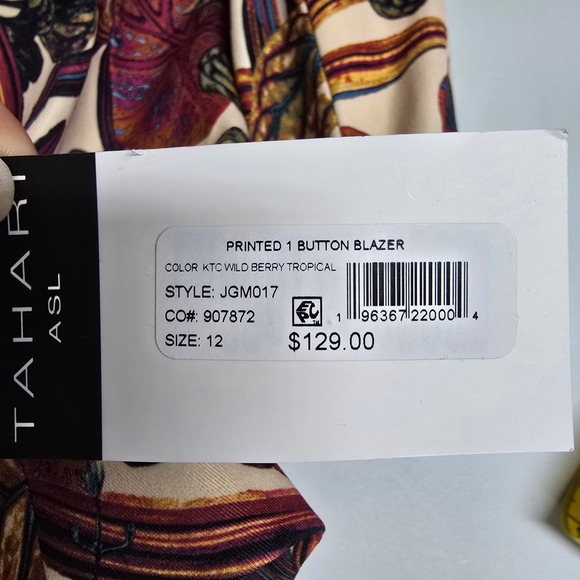 TAHARI
ASL
PRINTED 1 BUTTON BLAZER
COLOR KTC WILD BERRY TROPICAL
STYLE: JGM017
CO#: 907872
1 96367 22000 4
SIZE: 12 $129.00